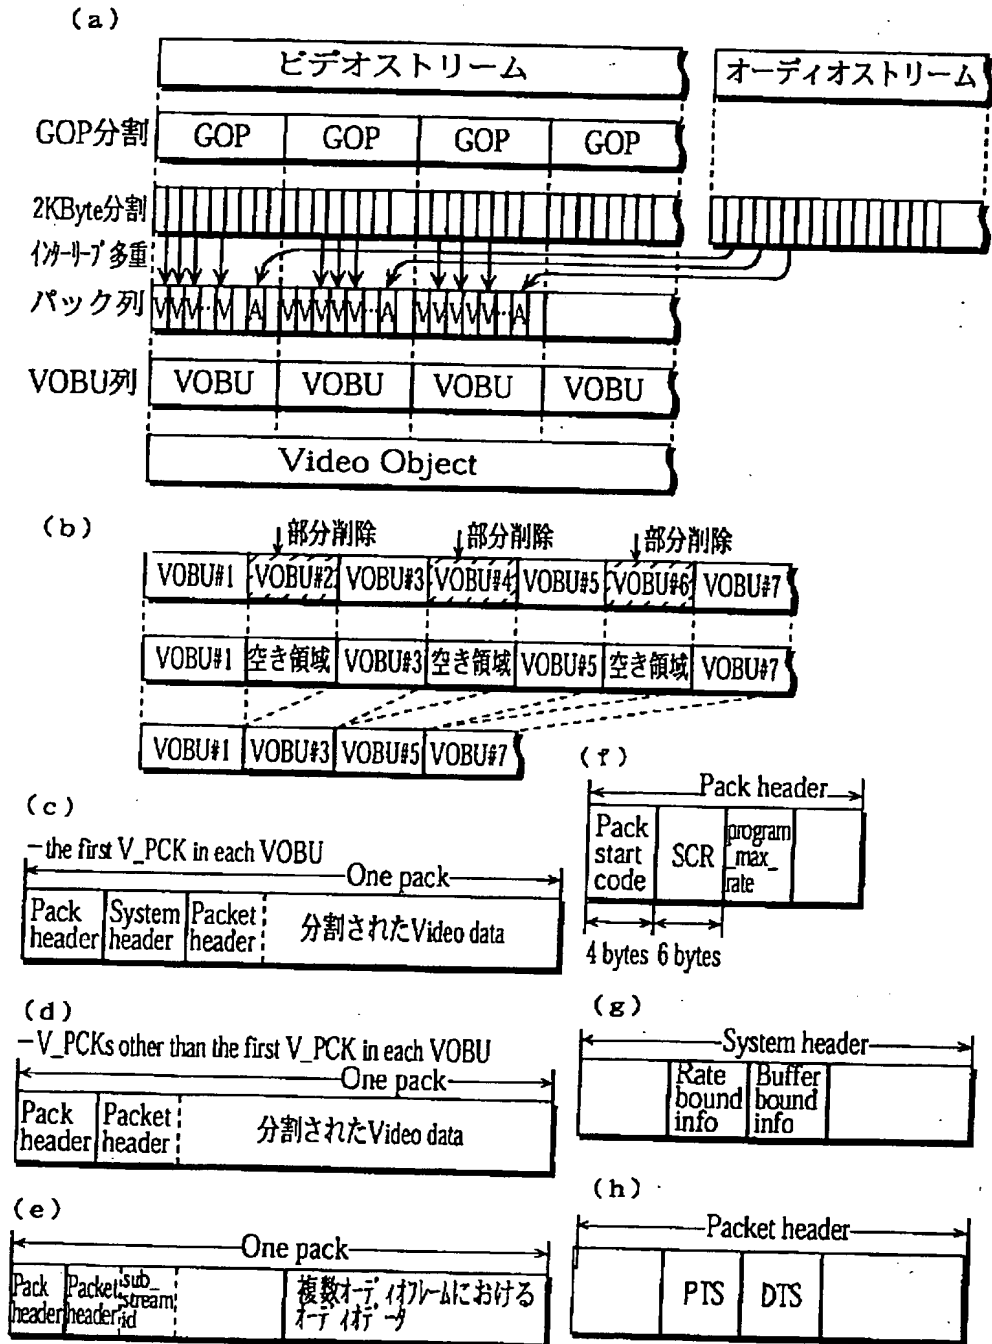 (a)
ビデオストリーム
オーディオストリーム
GOP分割
GOP GOP GOP GOP
2KByte分割
インターリーブ多重
パック列
V V V … V A V V V V V … A V V V V V … A
VOBU列
VOBU VOBU VOBU VOBU
Video Object
(b)
部分削除 部分削除 部分削除
VOBU#1 VOBU#2 VOBU#3 VOBU#4 VOBU#5 VOBU#6 VOBU#7
VOBU#1 空き領域 VOBU#3 空き領域 VOBU#5 空き領域 VOBU#7
VOBU#1 VOBU#3 VOBU#5 VOBU#7
(c)
–the first V_PCK in each VOBU
One pack
Pack header
System header
Packet header
分割されたVideo data
(d)
–V_PCKs other than the first V_PCK in each VOBU
One pack
Pack header
Packet header
分割されたVideo data
(e)
One pack
Pack header
Packet header
sub_stream_id
複数オーディオフレームにおける
オーディオデータ
(f)
Pack header
Pack start code
SCR
program_max_rate
4 bytes 6 bytes
(g)
System header
Rate bound info
Buffer bound info
(h)
Packet header
PTS DTS